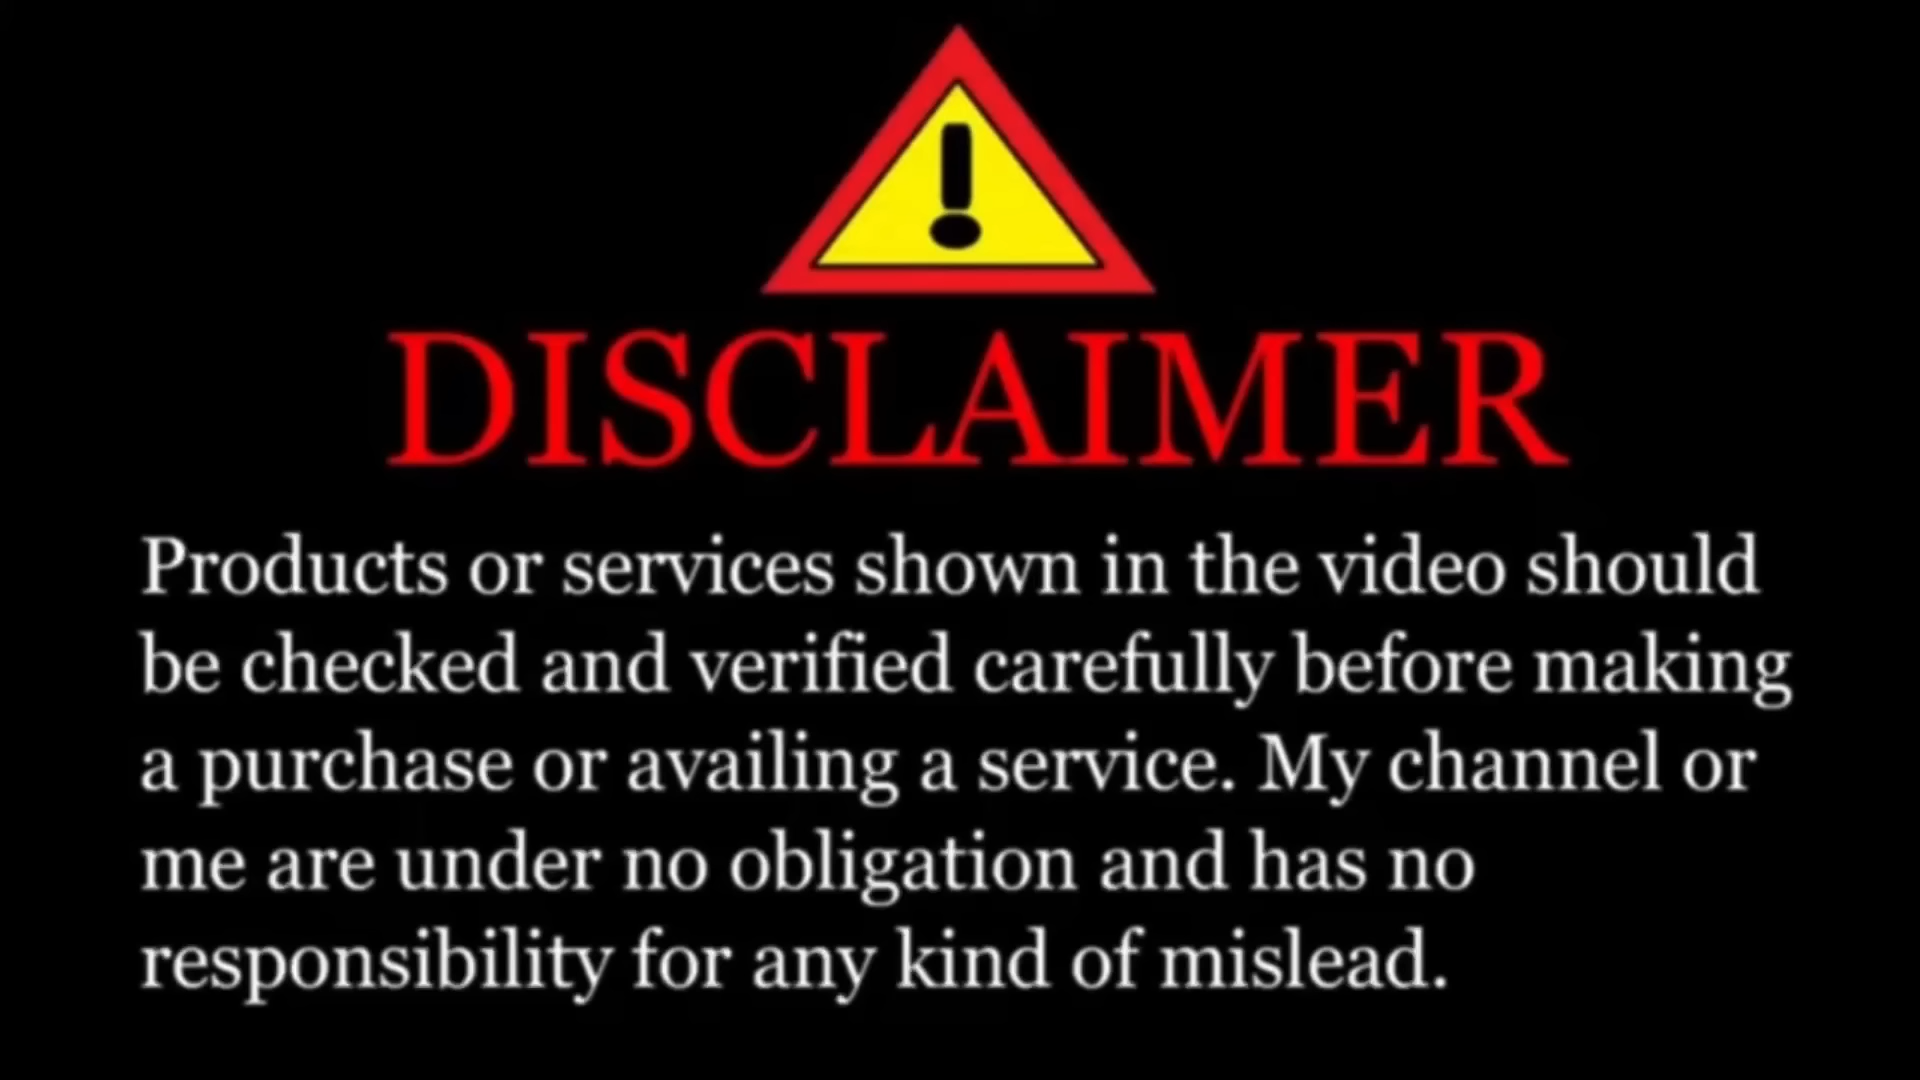 DISCLAIMER
Products or services shown in the video should
be checked and verified carefully before making
a purchase or availing a service. My channel or
me are under no obligation and has no
responsibility for any kind of mislead.